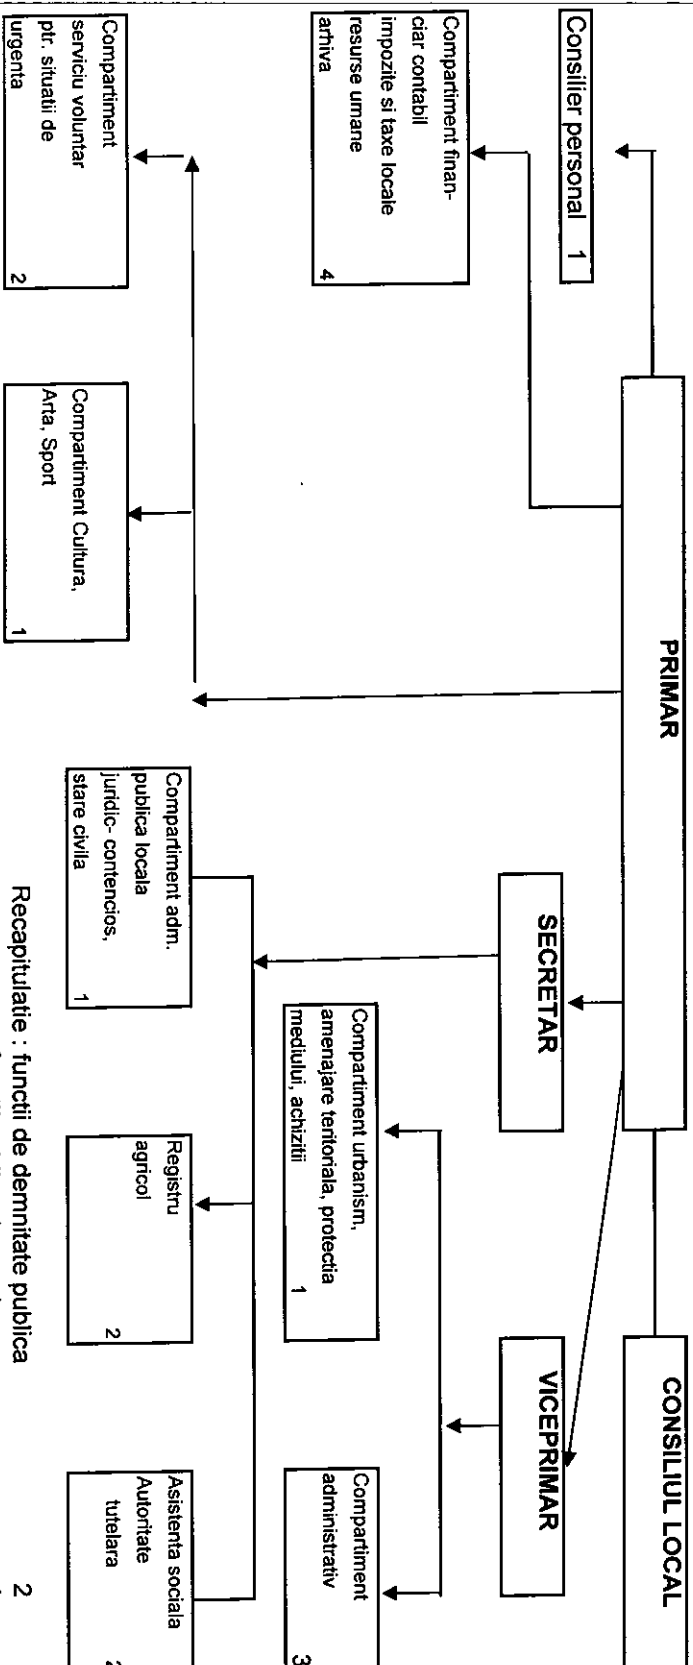 PRIMAR
CONSILIUL LOCAL
Consilier personal 1
SECRETAR
VICEPRIMAR
Compartiment finan-
ciar contabil
impozite si taxe locale
resurse umane
arhiva
4
Compartiment urbanism,
amenajare teritoriala, protectia
mediului, achizitii
1
Compartiment
administrativ
3
Compartiment
serviciu voluntar
ptr. situatii de
urgenta
2
Compartiment Cultura,
Arta, Sport
1
Compartiment adm.
publica locala
juridic- contencios,
stare civila
1
Registru
agricol
2
Asistenta sociala
Autoritate
tutelara
Recapitulatie : functii de demnitate publica 2